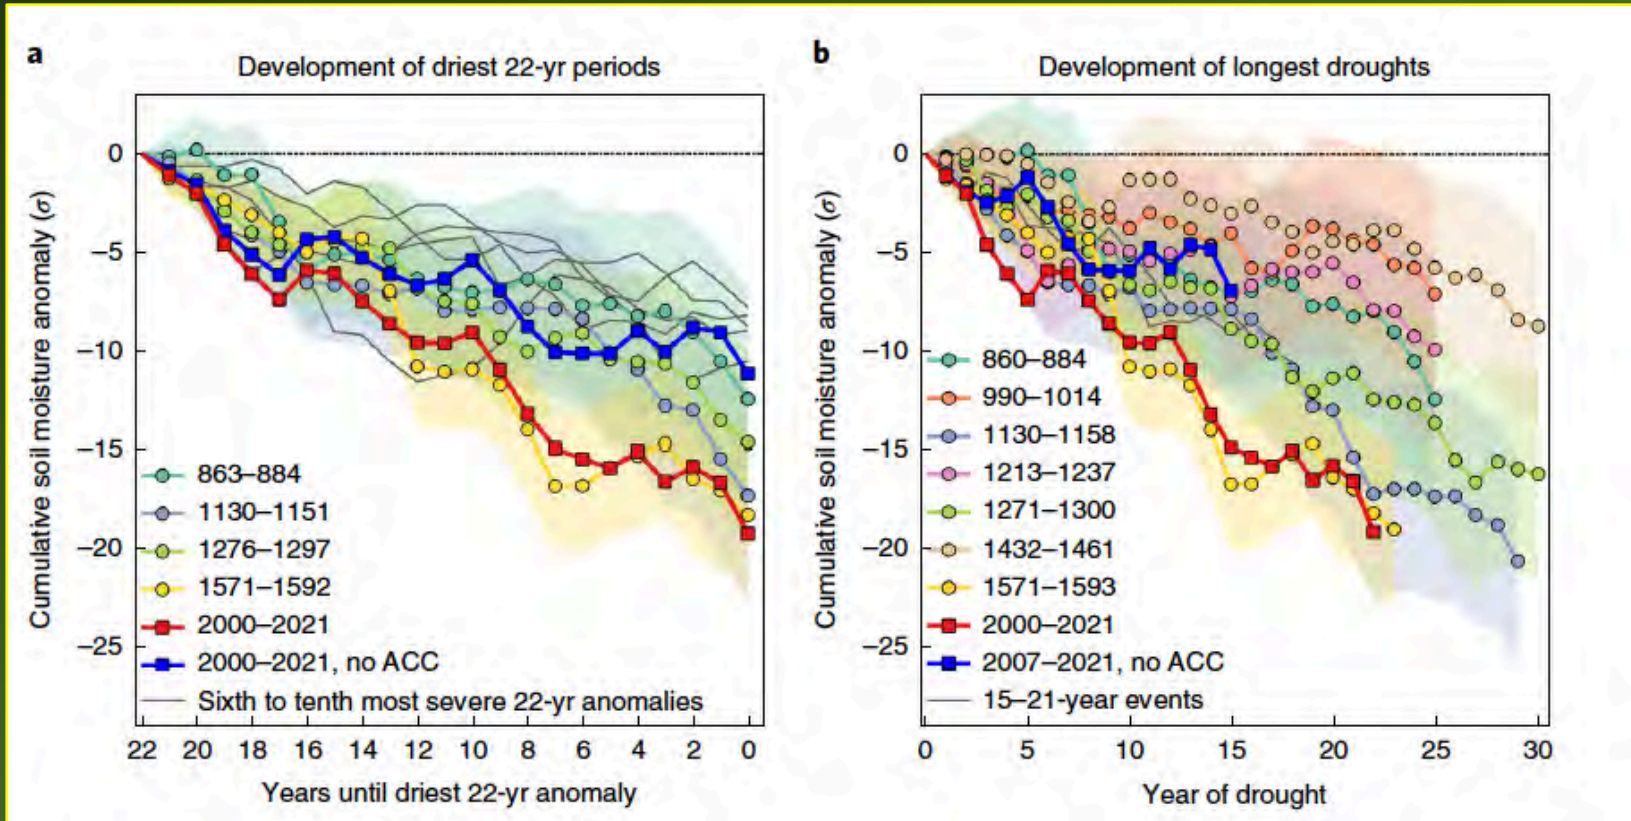 a
Development of driest 22-yr periods
Cumulative soil moisture anomaly (σ)
0
−5
−10
−15
−20
−25
863–884
1130–1151
1276–1297
1571–1592
2000–2021
2000–2021, no ACC
Sixth to tenth most severe 22-yr anomalies
22 20 18 16 14 12 10 8 6 4 2 0
Years until driest 22-yr anomaly
b
Development of longest droughts
Cumulative soil moisture anomaly (σ)
0
−5
−10
−15
−20
−25
860–884
990–1014
1130–1158
1213–1237
1271–1300
1432–1461
1571–1593
2000–2021
2007–2021, no ACC
15–21-year events
0 5 10 15 20 25 30
Year of drought